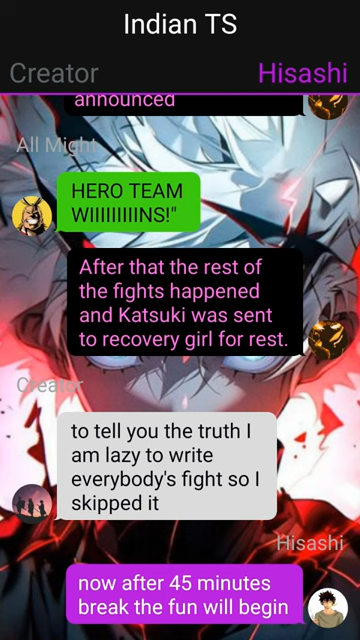 Indian TS
Creator
Hisashi
announced
All Might
HERO TEAM
WIIIIIIIIINS!"
After that the rest of
the fights happened
and Katsuki was sent
to recovery girl for rest.
Creator
to tell you the truth I
am lazy to write
everybody's fight so I
skipped it
Hisashi
now after 45 minutes
break the fun will begin